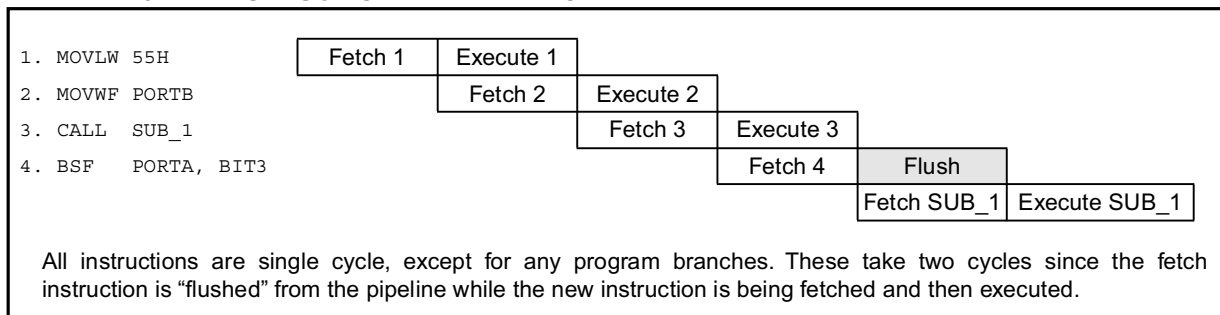 1. MOVLW 55H Fetch 1 Execute 1
2. MOVWF PORTB Fetch 2 Execute 2
3. CALL SUB_1 Fetch 3 Execute 3
4. BSF PORTA, BIT3 Fetch 4 Flush
Fetch SUB_1 Execute SUB_1
All instructions are single cycle, except for any program branches. These take two cycles since the fetch
instruction is “flushed” from the pipeline while the new instruction is being fetched and then executed.